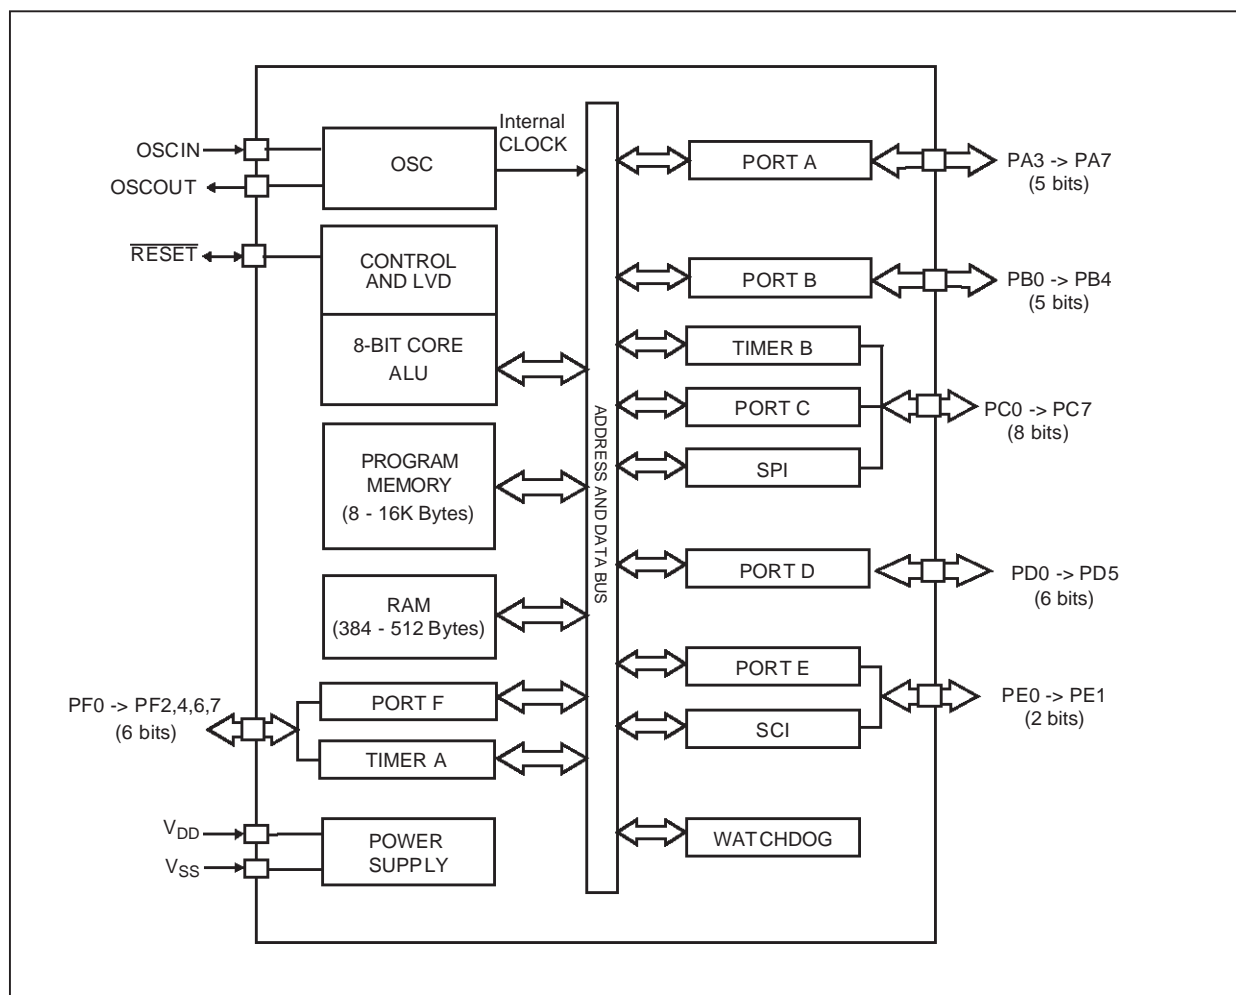 OSCIN
OSCOUT
RESET
OSC
Internal
CLOCK
CONTROL
AND LVD
8-BIT CORE
ALU
PROGRAM
MEMORY
(8 - 16K Bytes)
RAM
(384 - 512 Bytes)
PF0 -> PF2,4,6,7
(6 bits)
PORT F
TIMER A
VDD
VSS
POWER
SUPPLY
ADDRESS AND DATA BUS
PORT A
PA3 -> PA7
(5 bits)
PORT B
PB0 -> PB4
(5 bits)
TIMER B
PORT C
SPI
PC0 -> PC7
(8 bits)
PORT D
PD0 -> PD5
(6 bits)
PORT E
SCI
PE0 -> PE1
(2 bits)
WATCHDOG